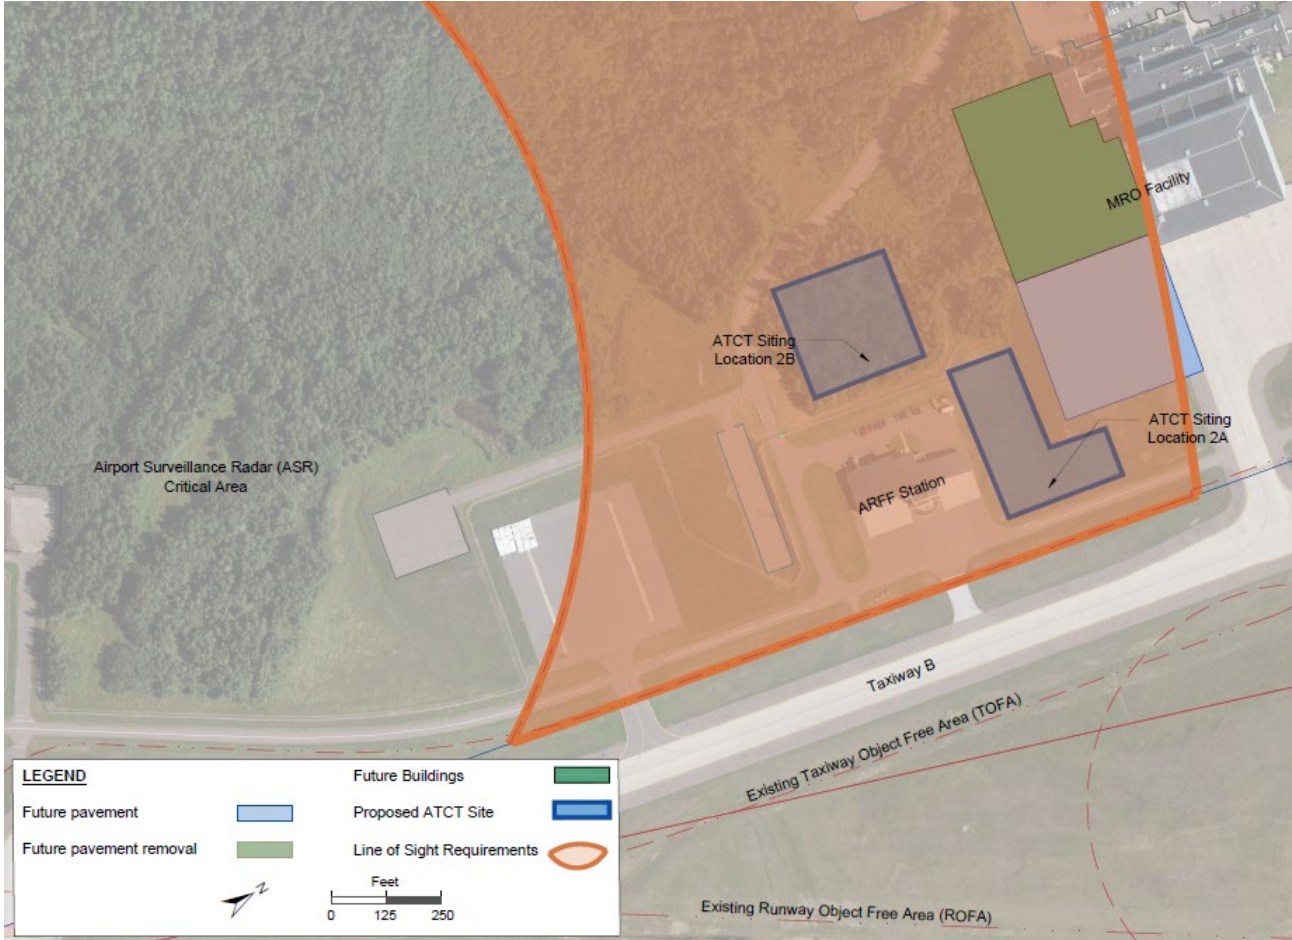 MRO Facility
ATCT Siting
Location 2B
ATCT Siting
Location 2A
Airport Surveillance Radar (ASR)
Critical Area
ARFF Station
Taxiway B
Existing Taxiway Object Free Area (TOFA)
Existing Runway Object Free Area (ROFA)
LEGEND
Future pavement
Future pavement removal
Future Buildings
Proposed ATCT Site
Line of Sight Requirements
Z
Feet
0 125 250